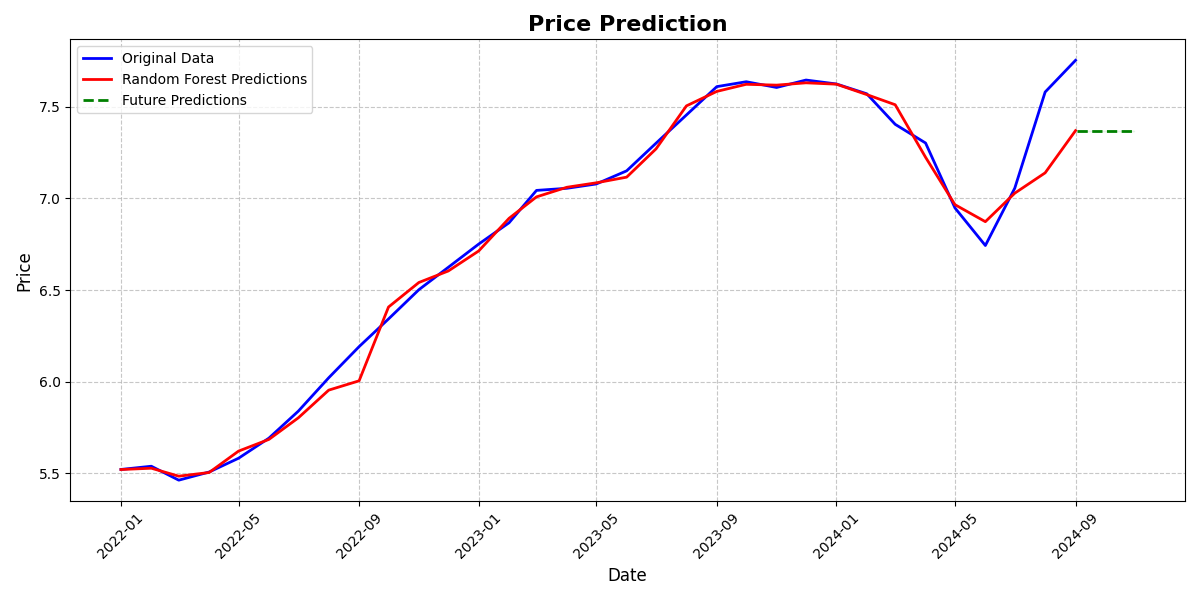 Price Prediction
Original Data
Random Forest Predictions
Future Predictions
Price
7.5
7.0
6.5
6.0
5.5
2022-01
2022-05
2022-09
2023-01
2023-05
2023-09
2024-01
2024-05
2024-09
Date